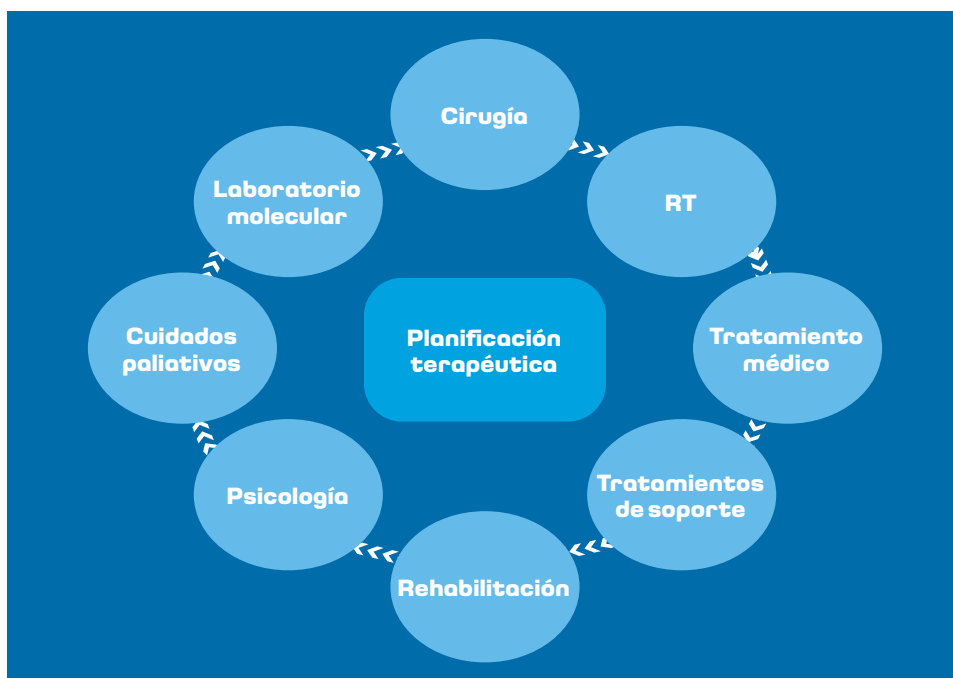 Cirugía
RT
Tratamiento
médico
Tratamientos
de soporte
Rehabilitación
Psicología
Cuidados
paliativos
Laboratorio
molecular
Planificación
terapéutica